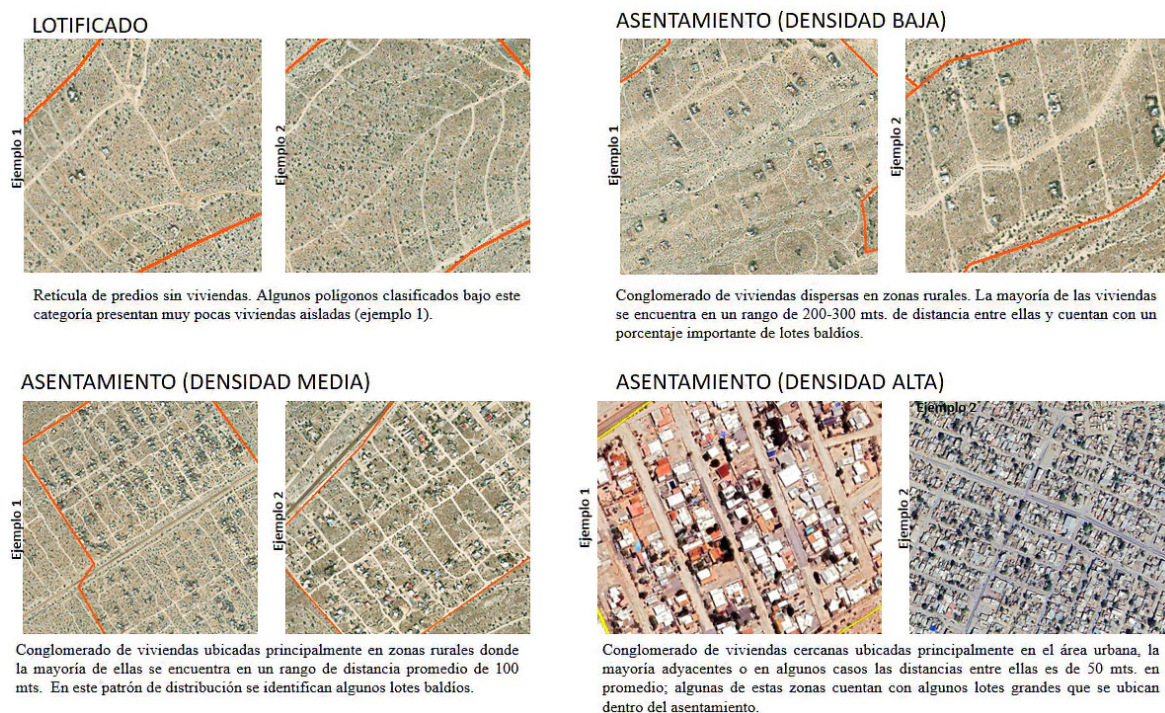 LOTIFICADO
Ejemplo 1
Ejemplo 2
Retícula de predios sin viviendas. Algunos polígonos clasificados bajo este
categoría presentan muy pocas viviendas aisladas (ejemplo 1).
ASENTAMIENTO (DENSIDAD BAJA)
Ejemplo 1
Ejemplo 2
Conglomerado de viviendas dispersas en zonas rurales. La mayoría de las viviendas
se encuentra en un rango de 200-300 mts. de distancia entre ellas y cuentan con un
porcentaje importante de lotes baldíos.
ASENTAMIENTO (DENSIDAD MEDIA)
Ejemplo 1
Ejemplo 2
Conglomerado de viviendas ubicadas principalmente en zonas rurales donde
la mayoría de ellas se encuentra en un rango de distancia promedio de 100
mts. En este patrón de distribución se identifican algunos lotes baldíos.
ASENTAMIENTO (DENSIDAD ALTA)
Ejemplo 1
Ejemplo 2
Conglomerado de viviendas cercanas ubicadas principalmente en el área urbana, la
mayoría adyacentes o en algunos casos las distancias entre ellas es de 50 mts. en
promedio; algunas de estas zonas cuentan con algunos lotes grandes que se ubican
dentro del asentamiento.